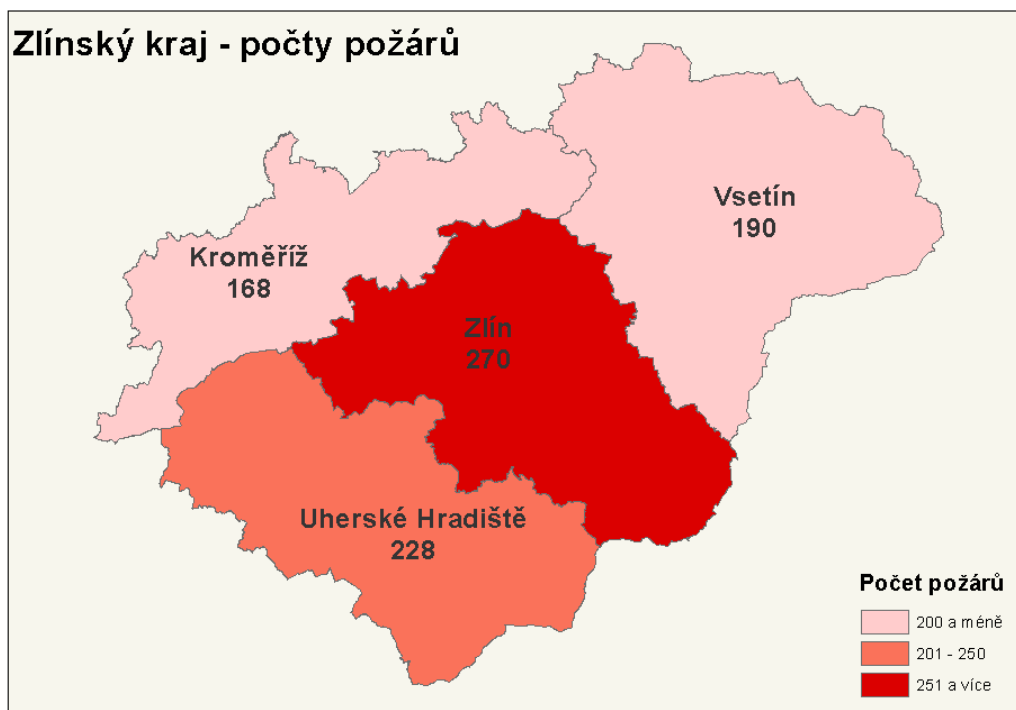 Zlínský kraj - počty požárů
Vsetín
190
Kroměříž
168
Zlín
270
Uherské Hradiště
228
Počet požárů
200 a méně
201 - 250
251 a více